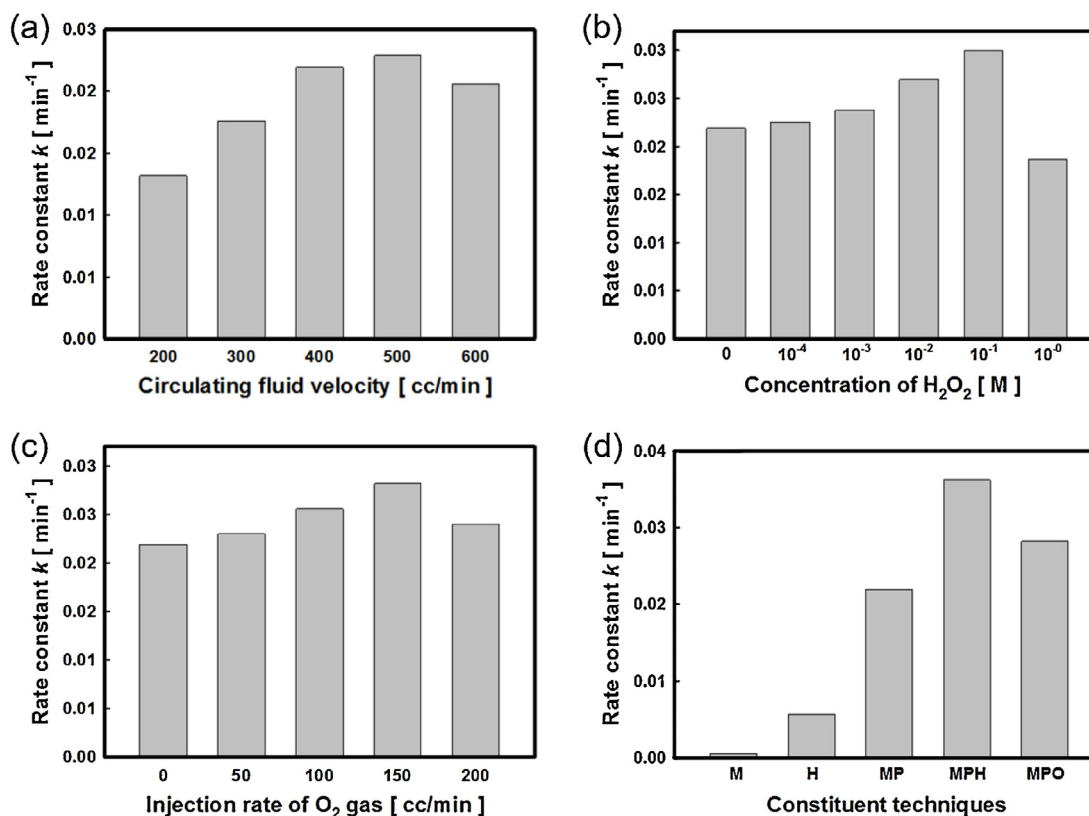 (a)
Rate constant k [ min⁻¹ ]
0.03
0.02
0.02
0.01
0.01
0.00
200 300 400 500 600
Circulating fluid velocity [ cc/min ]
(b)
Rate constant k [ min⁻¹ ]
0.03
0.03
0.02
0.02
0.01
0.01
0.00
0 10⁻⁴ 10⁻³ 10⁻² 10⁻¹ 10⁻⁰
Concentration of H₂O₂ [ M ]
(c)
Rate constant k [ min⁻¹ ]
0.03
0.03
0.02
0.02
0.01
0.01
0.00
0 50 100 150 200
Injection rate of O₂ gas [ cc/min ]
(d)
Rate constant k [ min⁻¹ ]
0.04
0.03
0.02
0.01
0.00
M H MP MPH MPO
Constituent techniques